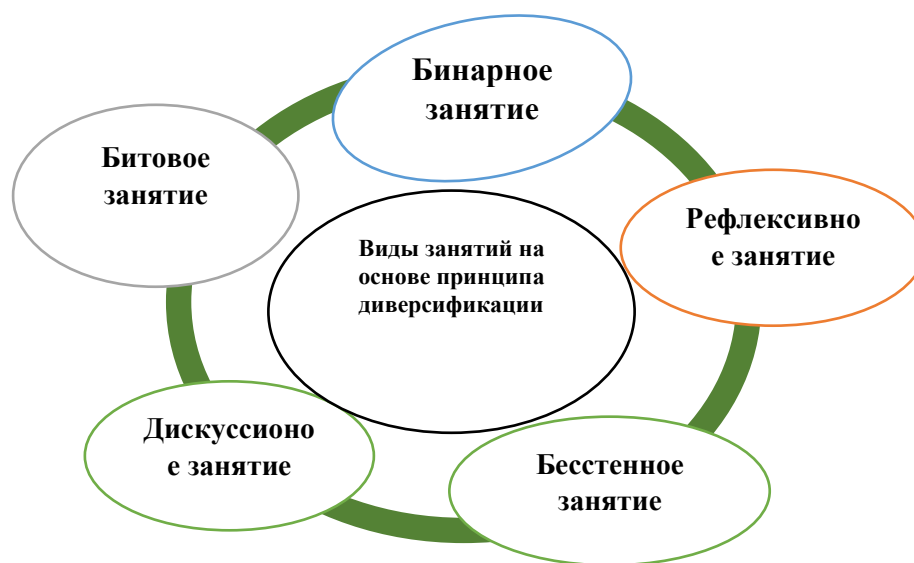 Бинарное
занятие
Битовое
занятие
Рефлексивно
е занятие
Виды занятий на
основе принципа
диверсификации
Дискуссионо
е занятие
Бесстенное
занятие